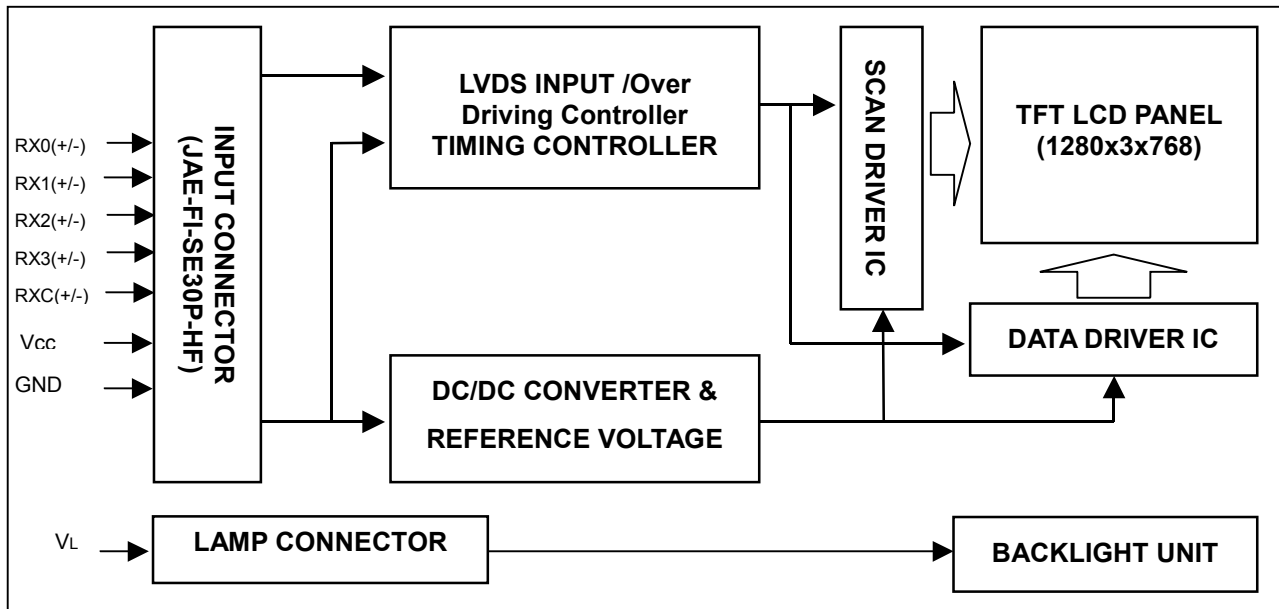 RX0(+/-)
RX1(+/-)
RX2(+/-)
RX3(+/-)
RXC(+/-)
Vcc
GND
INPUT CONNECTOR
(JAE-FI-SE30P-HF)
LVDS INPUT /Over
Driving Controller
TIMING CONTROLLER
SCAN DRIVER IC
TFT LCD PANEL
(1280x3x768)
DATA DRIVER IC
DC/DC CONVERTER &
REFERENCE VOLTAGE
VL
LAMP CONNECTOR
BACKLIGHT UNIT